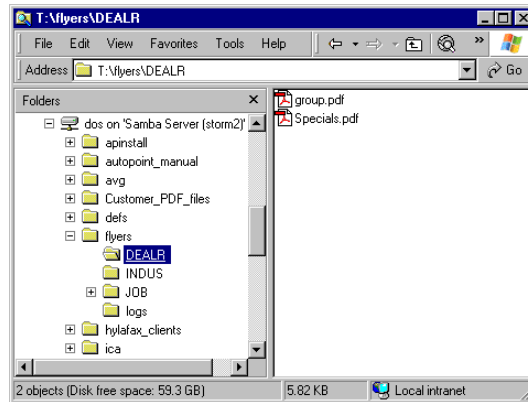 T:\flyers\DEALR
File Edit View Favorites Tools Help »
Address T:\flyers\DEALR Go
Folders
dos on 'Samba Server (storm2)'
apinstall
autopoint_manual
avg
Customer_PDF_files
defs
flyers
DEALR
INDUS
JOB
logs
hylafax_clients
ica
group.pdf
Specials.pdf
2 objects (Disk free space: 59.3 GB) 5.82 KB Local intranet